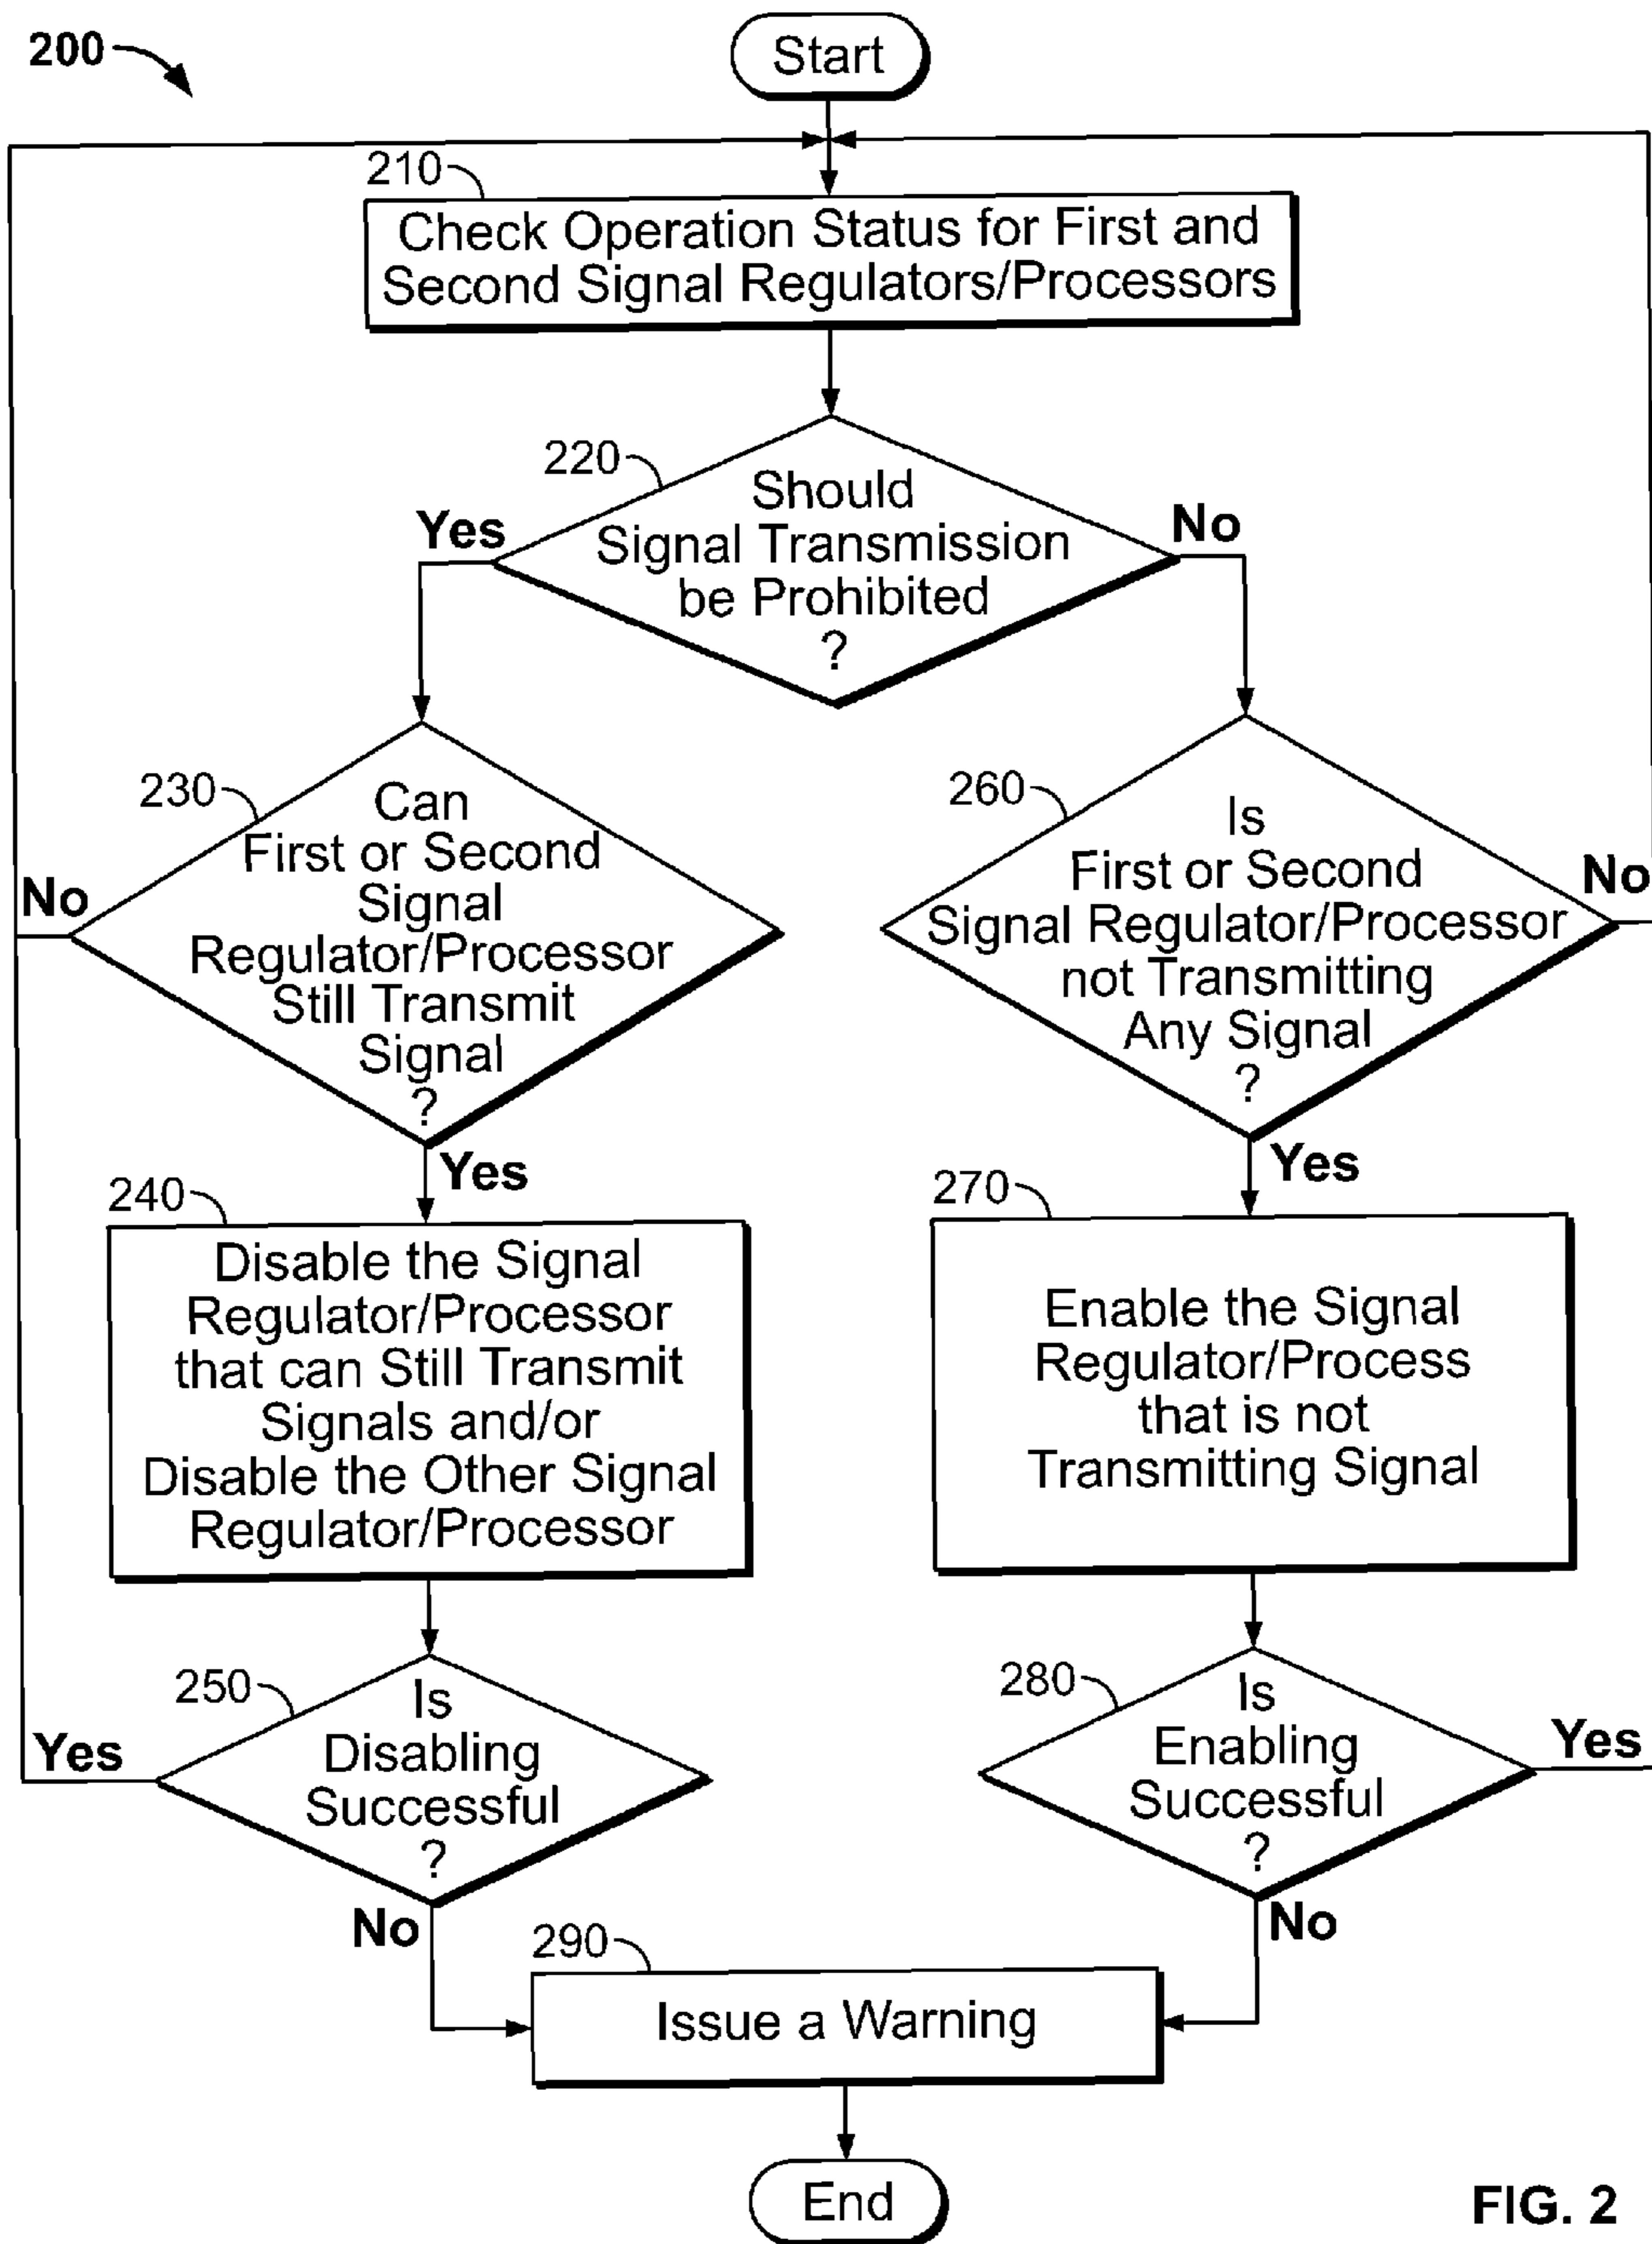 200
Start
210
Check Operation Status for First and
Second Signal Regulators/Processors
220
Should
Signal Transmission
be Prohibited
?
Yes
No
230
Can
First or Second
Signal
Regulator/Processor
Still Transmit
Signal
?
No
Yes
260
Is
First or Second
Signal Regulator/Processor
not Transmitting
Any Signal
?
No
Yes
240
Disable the Signal
Regulator/Processor
that can Still Transmit
Signals and/or
Disable the Other Signal
Regulator/Processor
270
Enable the Signal
Regulator/Process
that is not
Transmitting Signal
250
Is
Disabling
Successful
?
Yes
No
280
Is
Enabling
Successful
?
Yes
No
290
Issue a Warning
End
FIG. 2